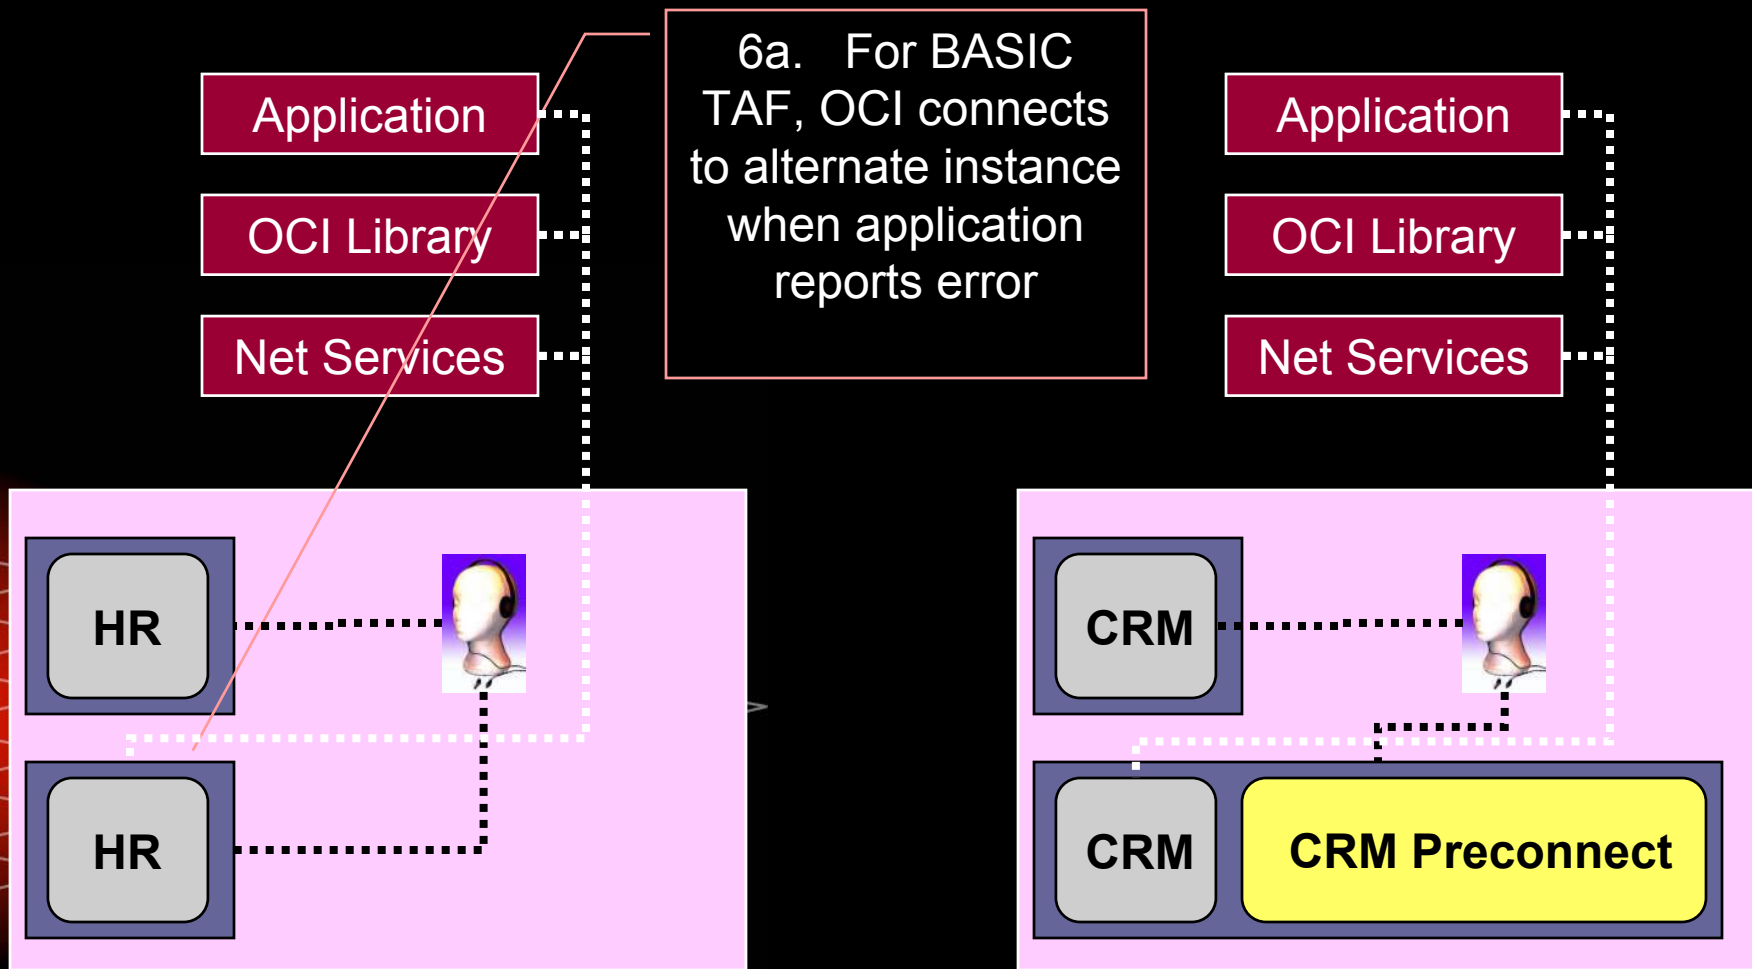 6a. For BASIC
TAF, OCI connects
to alternate instance
when application
reports error
Application
OCI Library
Net Services
Application
OCI Library
Net Services
HR
HR
CRM
CRM
CRM Preconnect